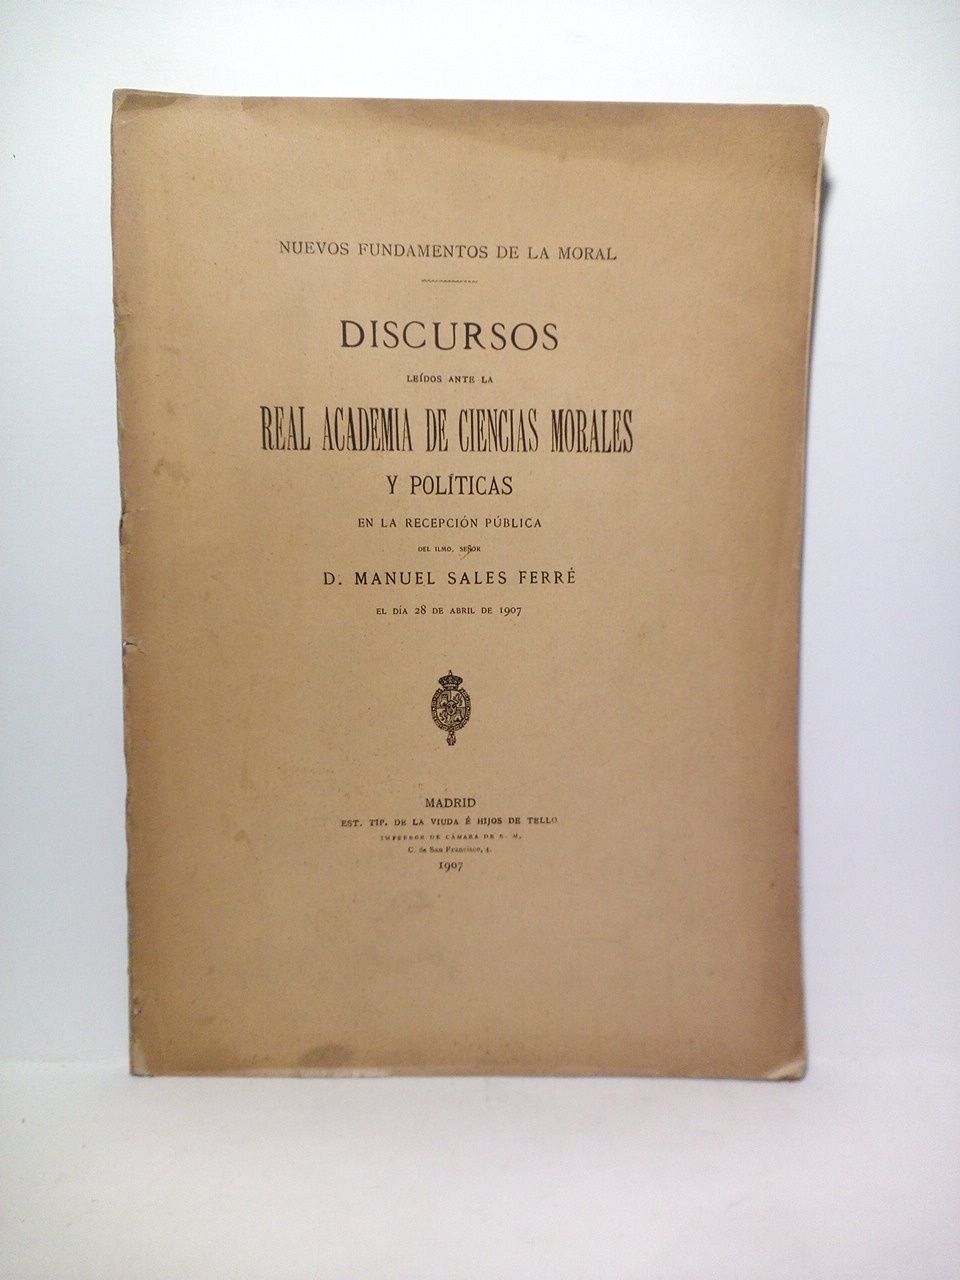 NUEVOS FUNDAMENTOS DE LA MORAL
DISCURSOS
LEÍDOS ANTE LA
REAL ACADEMIA DE CIENCIAS MORALES
Y POLÍTICAS
EN LA RECEPCIÓN PÚBLICA
DEL ILMO. SEÑOR
D. MANUEL SALES FERRÉ
EL DÍA 28 DE ABRIL DE 1907
MADRID
EST. TIP. DE LA VIUDA É HIJOS DE TELLO
IMPRESOR DE CÁMARA DE S. M.
C. de San Francisco, 4.
1907